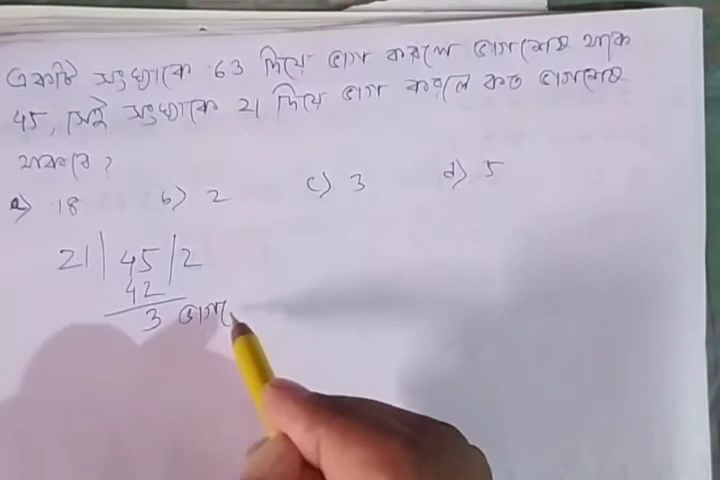 একটি সংখ্যাকে 63 দিয়ে ভাগ করলে ভাগশেষ থাকে
45, সেই সংখ্যাকে 21 দিয়ে ভাগ করলে কত ভাগশেষ
থাকবে ?
a) 18 b) 2 c) 3 d) 5
21 | 45 | 2
42
3 ভাগে